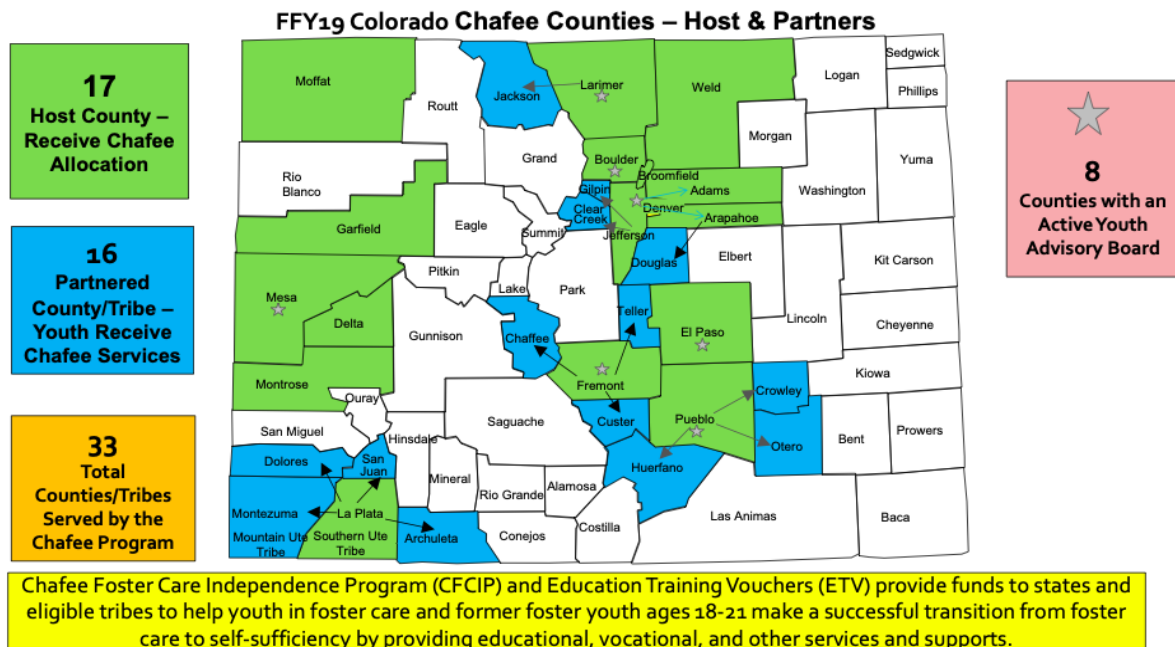 FFY19 Colorado Chafee Counties – Host & Partners
17
Host County –
Receive Chafee
Allocation
16
Partnered
County/Tribe –
Youth Receive
Chafee Services
33
Total
Counties/Tribes
Served by the
Chafee Program
Moffat
Routt
Jackson
Larimer
Weld
Logan
Sedgwick
Phillips
Morgan
Grand
Boulder
Broomfield
Rio
Blanco
Gilpin
Adams
Washington
Yuma
Clear
Creek
Denver
Arapahoe
Garfield
Eagle
Summit
Jefferson
Douglas
Elbert
Kit Carson
Pitkin
Lake
Park
Mesa
Teller
Lincoln
Delta
Gunnison
Chaffee
El Paso
Cheyenne
Montrose
Fremont
Kiowa
Ouray
Crowley
San Miguel
Hinsdale
Saguache
Custer
Pueblo
Otero
Bent
Prowers
Dolores
San
Juan
Mineral
Huerfano
Rio Grande
Alamosa
Montezuma
La Plata
Las Animas
Baca
Mountain Ute
Tribe
Southern Ute
Tribe
Archuleta
Conejos
Costilla
8
Counties with an
Active Youth
Advisory Board
Chafee Foster Care Independence Program (CFCIP) and Education Training Vouchers (ETV) provide funds to states and
eligible tribes to help youth in foster care and former foster youth ages 18-21 make a successful transition from foster
care to self-sufficiency by providing educational, vocational, and other services and supports.